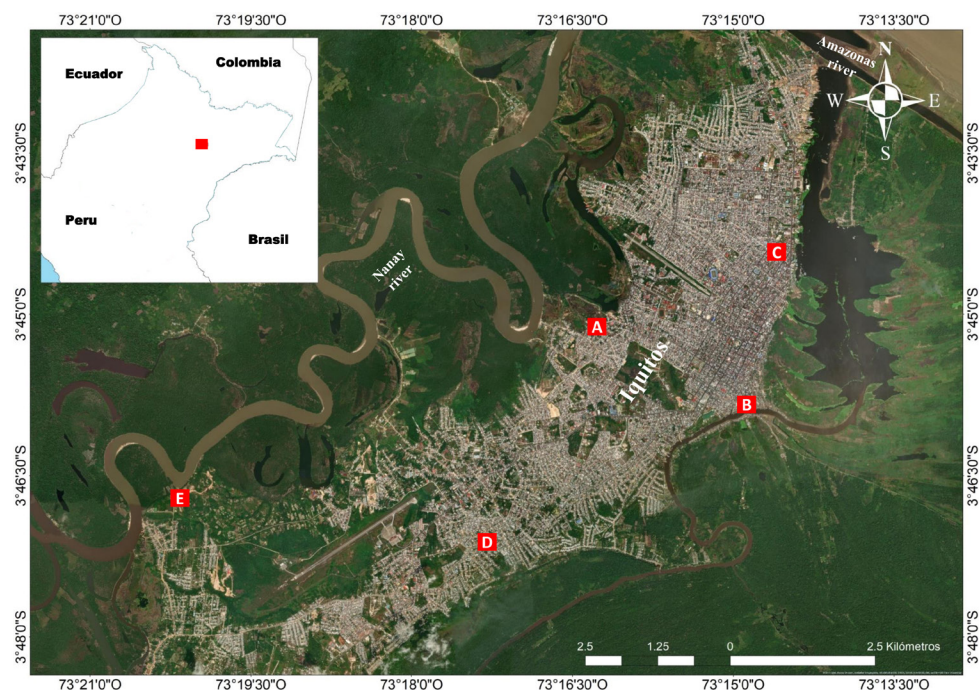 73°21'0"O 73°19'30"O 73°18'0"O 73°16'30"O 73°15'0"O 73°13'30"O
Ecuador
Colombia
Peru
Brasil
Amazonas
river
N
W E
S
3°43'30"S 3°43'30"S
C
Nanay
river
3°45'0"S 3°45'0"S
A
Iquitos
B
3°46'30"S 3°46'30"S
E
D
3°48'0"S 3°48'0"S
2.5 1.25 0 2.5 Kilómetros
73°21'0"O 73°19'30"O 73°18'0"O 73°16'30"O 73°15'0"O 73°13'30"O